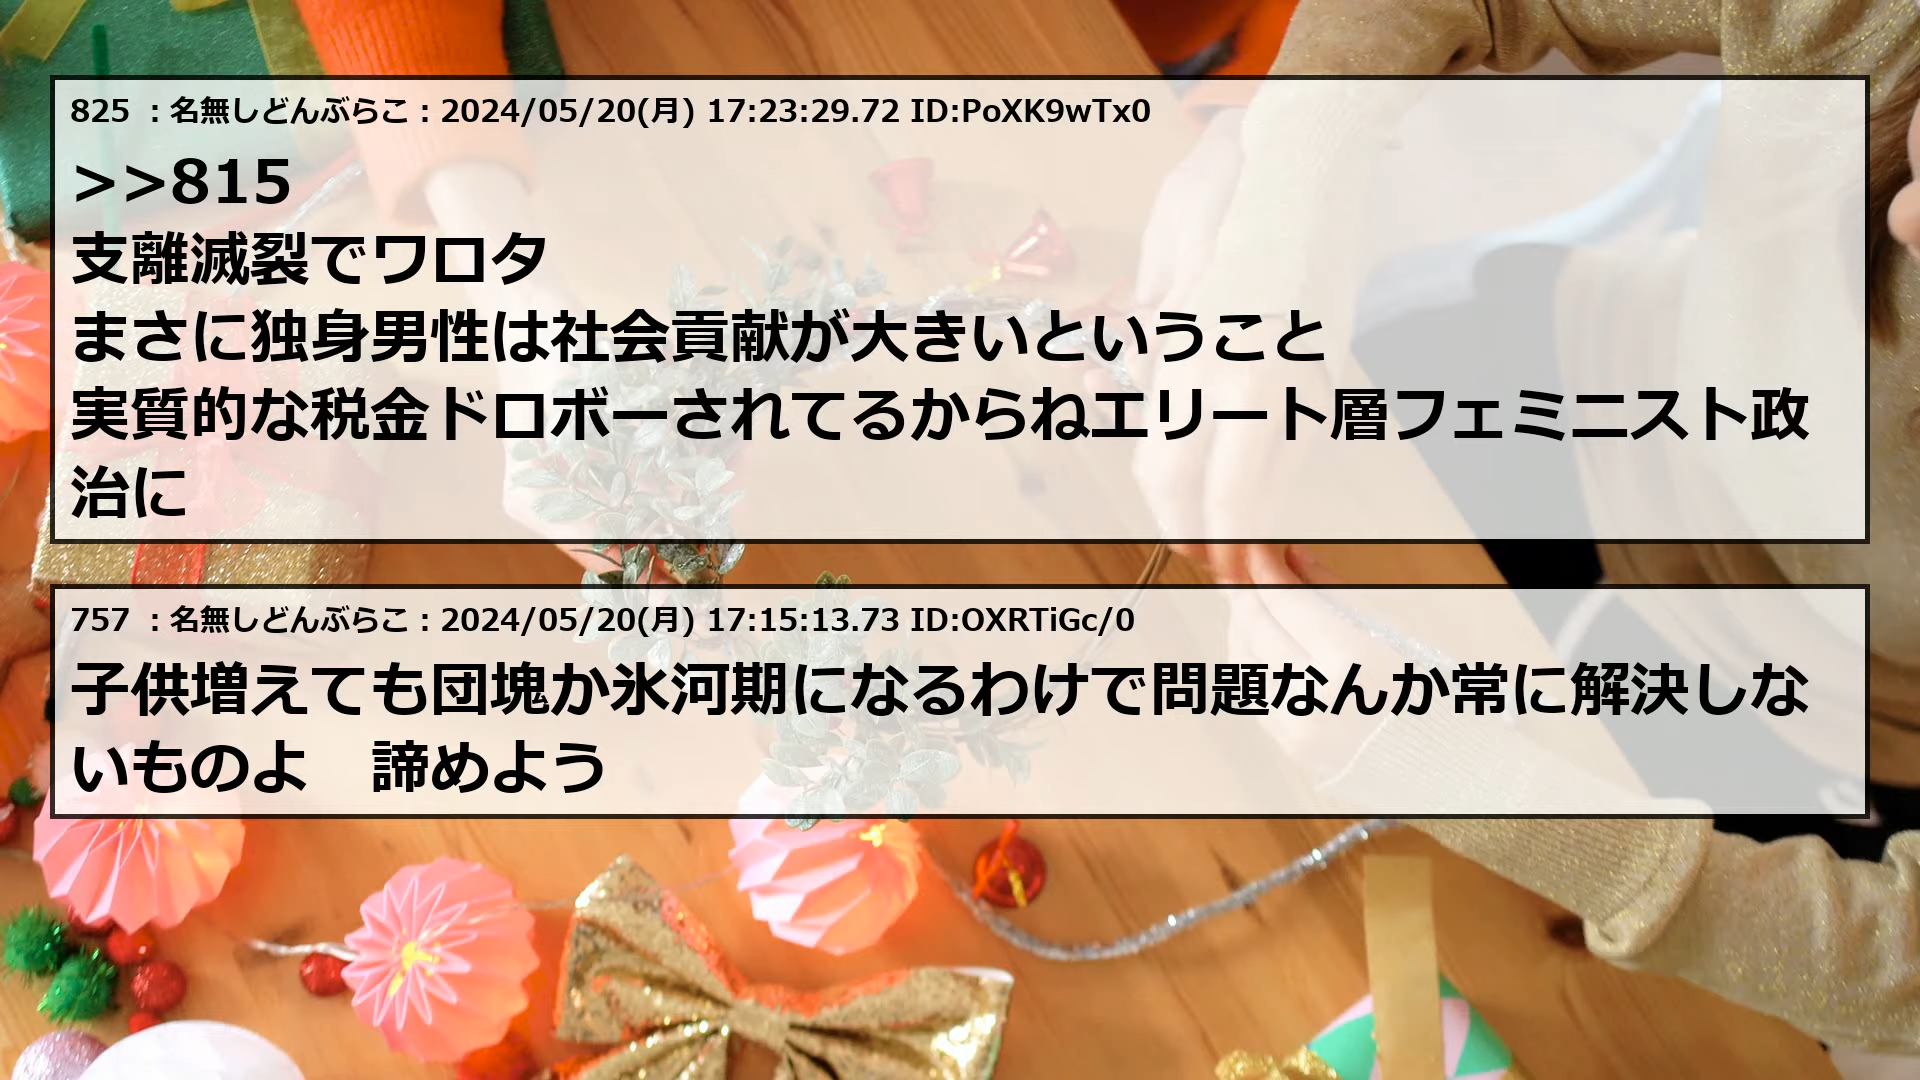 825 ：名無しどんぶらこ：2024/05/20(月) 17:23:29.72 ID:PoXK9wTx0
>>815
支離滅裂でワロタ
まさに独身男性は社会貢献が大きいということ
実質的な税金ドロボーされてるからねエリート層フェミニスト政
治に
757 ：名無しどんぶらこ：2024/05/20(月) 17:15:13.73 ID:OXRTiGc/0
子供増えても団塊か氷河期になるわけで問題なんか常に解決しな
いものよ　諦めよう